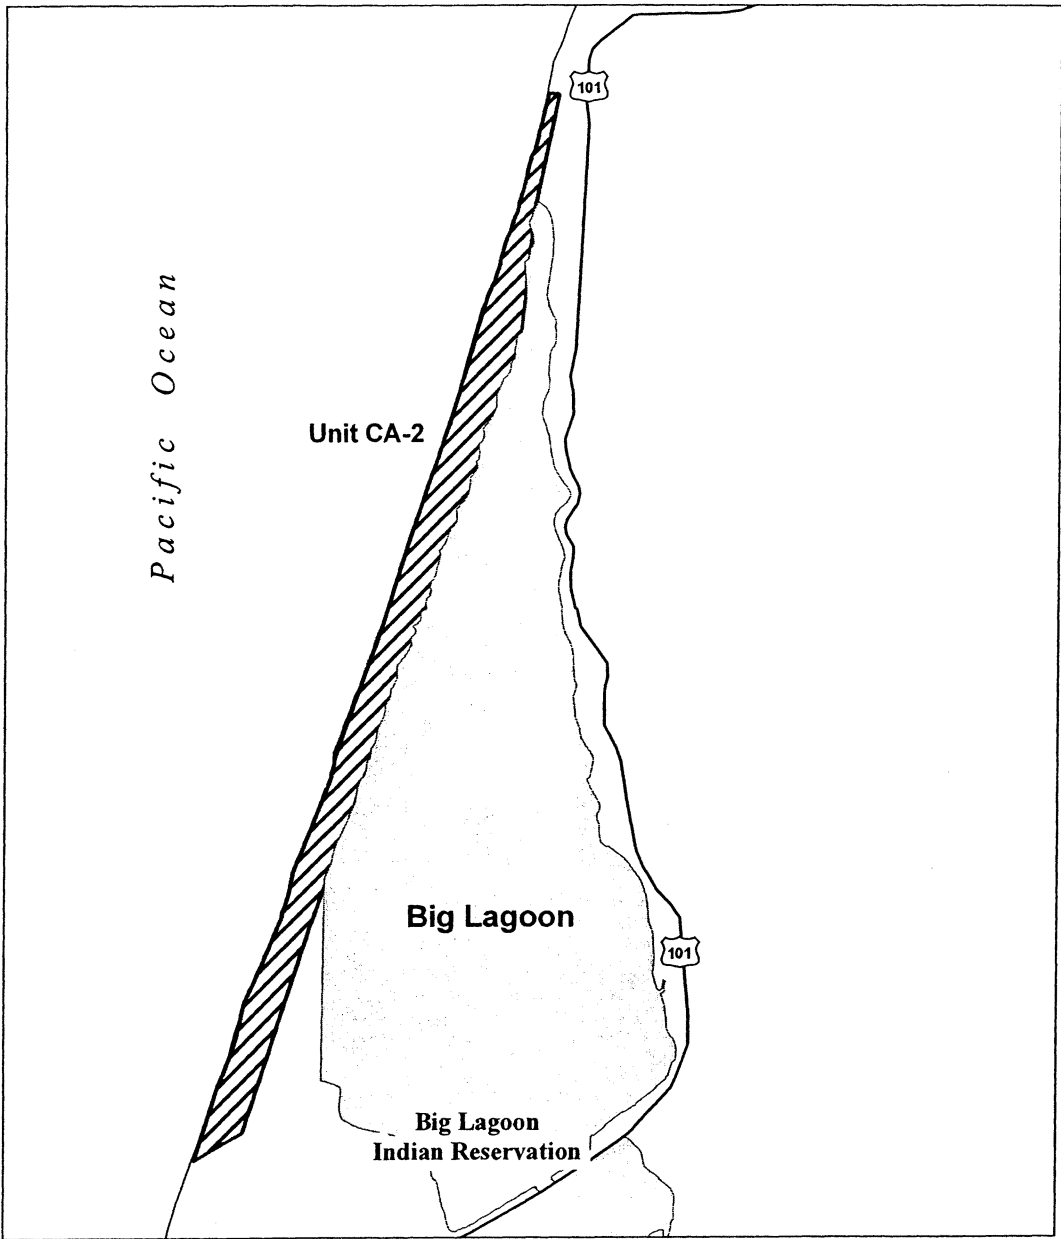 101
Pacific Ocean
Unit CA-2
Big Lagoon
101
Big Lagoon
Indian Reservation